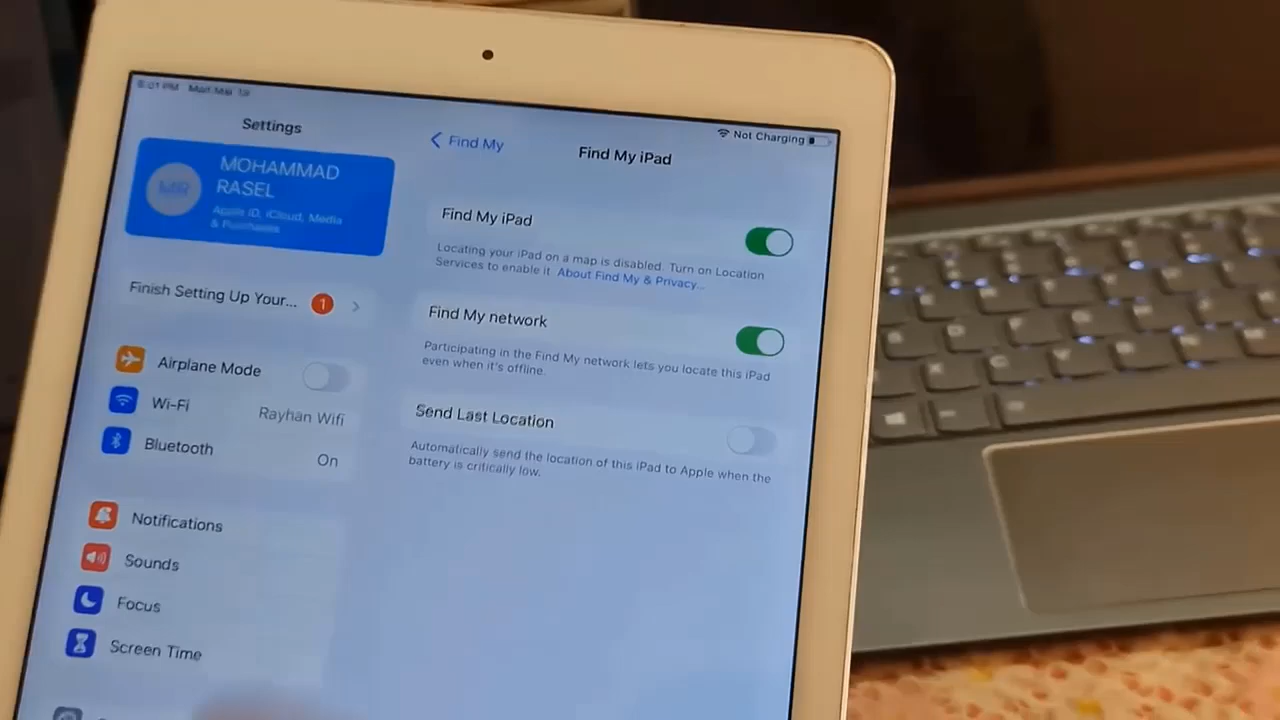 Settings
Not Charging
Find My
Find My iPad
MOHAMMAD
RASEL
MR
Apple ID, iCloud, Media
& Purchases
Find My iPad
Locating your iPad on a map is disabled. Turn on Location
Services to enable it. About Find My & Privacy...
Finish Setting Up Your... 1
Find My network
Participating in the Find My network lets you locate this iPad
even when it's offline.
Airplane Mode
Wi-Fi Rayhan Wifi
Bluetooth On
Send Last Location
Automatically send the location of this iPad to Apple when the
battery is critically low.
Notifications
Sounds
Focus
Screen Time